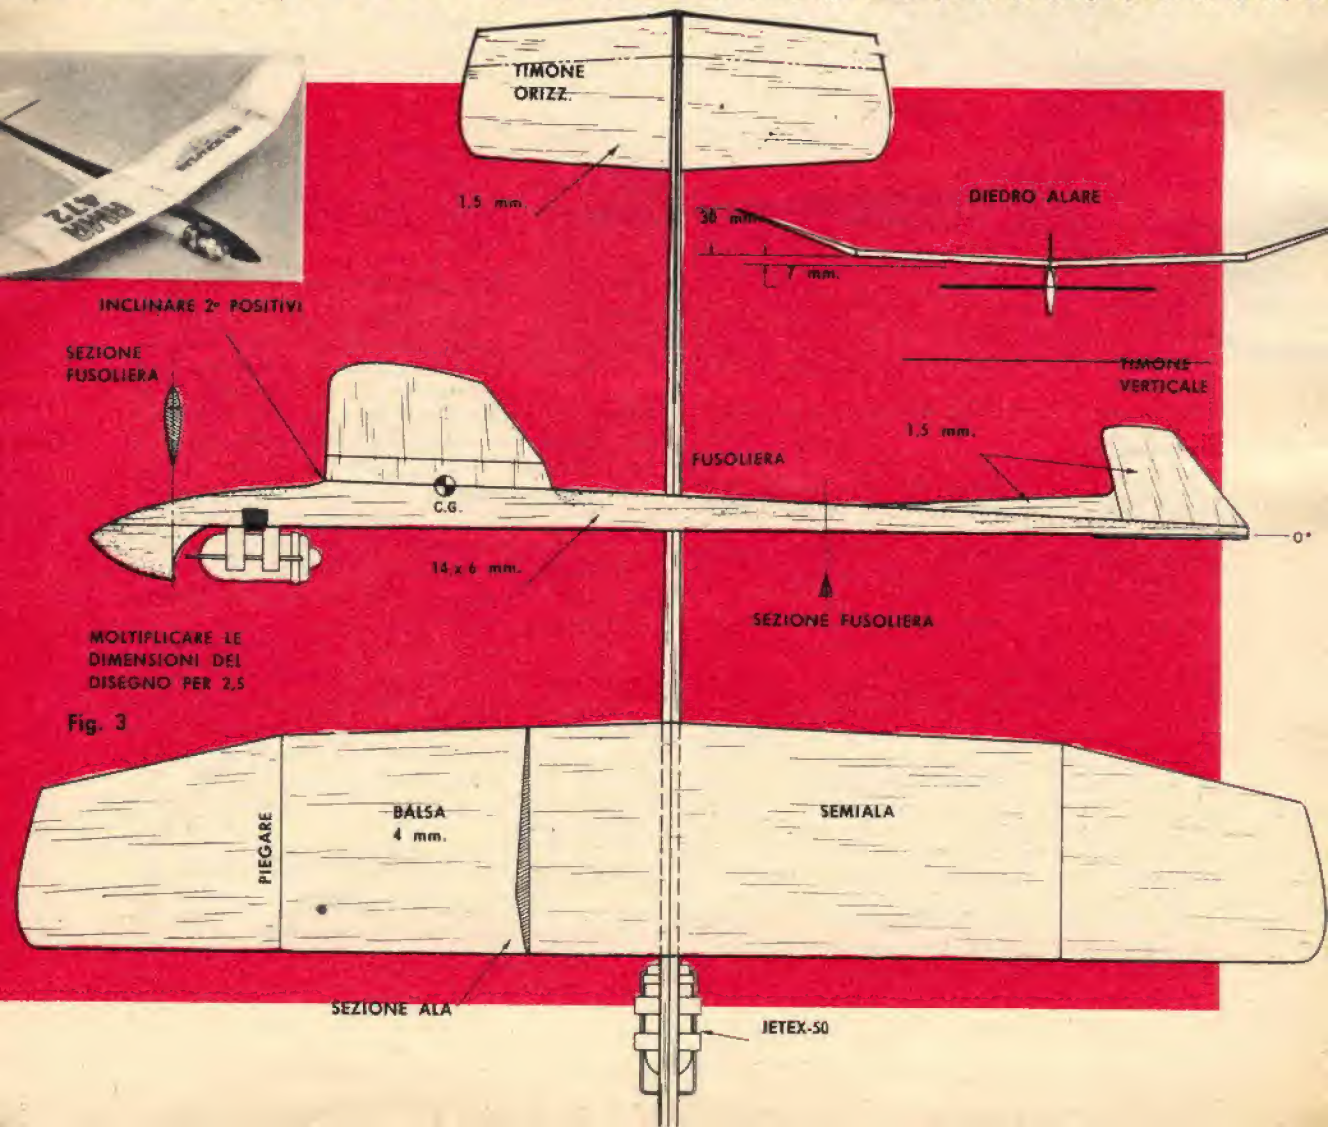 TIMONE
ORIZZ.
1,5 mm.
DIEDRO ALARE
30 mm.
7 mm.
472
INCLINARE 2° POSITIVI
SEZIONE
FUSOLIERA
TIMONE
VERTICALE
1,5 mm.
FUSOLIERA
C.G.
14 x 6 mm.
0°
SEZIONE FUSOLIERA
MOLTIPLICARE LE
DIMENSIONI DEL
DISEGNO PER 2,5
Fig. 3
PIEGARE
BALSA
4 mm.
SEMIALA
SEZIONE ALA
JETEX-50